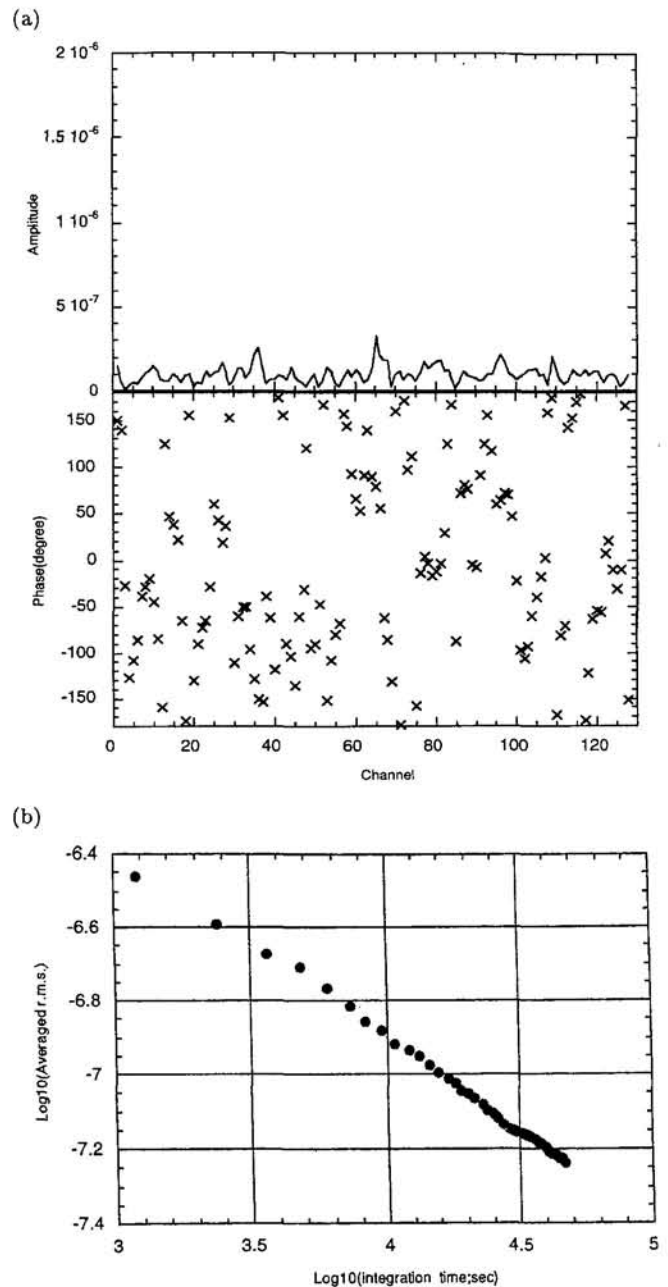 (a)
2 10-6
1.5 10-6
1 10-6
5 10-7
0
Amplitude
150
100
50
0
-50
-100
-150
Phase(degree)
0 20 40 60 80 100 120
Channel
(b)
-6.4
-6.6
-6.8
-7
-7.2
-7.4
Log10(Averaged r.m.s.)
3 3.5 4 4.5 5
Log10(integration time;sec)